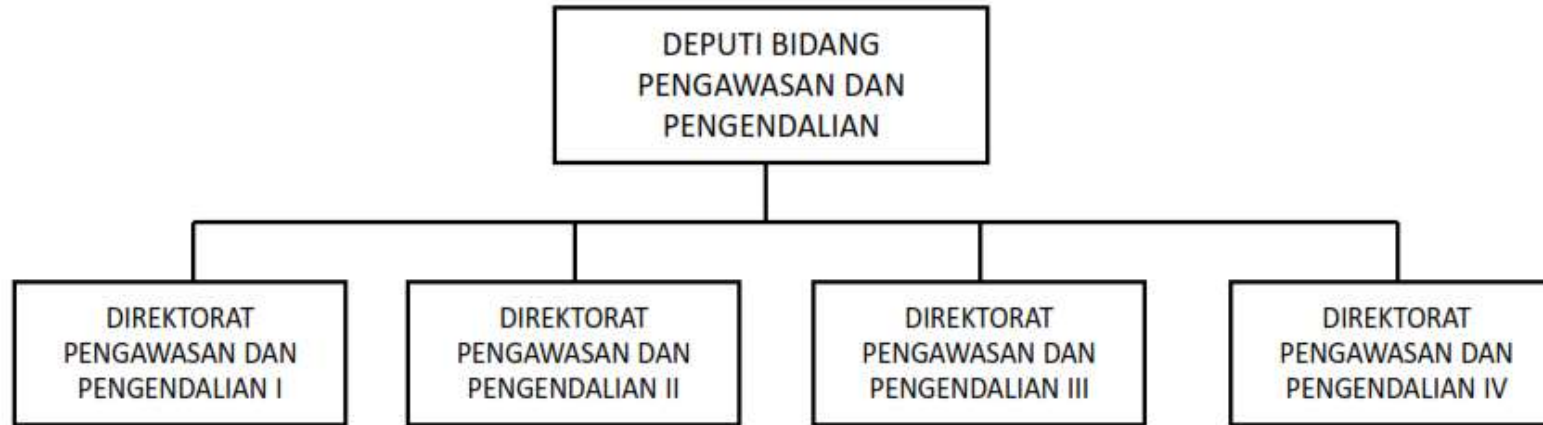 DEPUTI BIDANG
PENGAWASAN DAN
PENGENDALIAN
DIREKTORAT
PENGAWASAN DAN
PENGENDALIAN I
DIREKTORAT
PENGAWASAN DAN
PENGENDALIAN II
DIREKTORAT
PENGAWASAN DAN
PENGENDALIAN III
DIREKTORAT
PENGAWASAN DAN
PENGENDALIAN IV